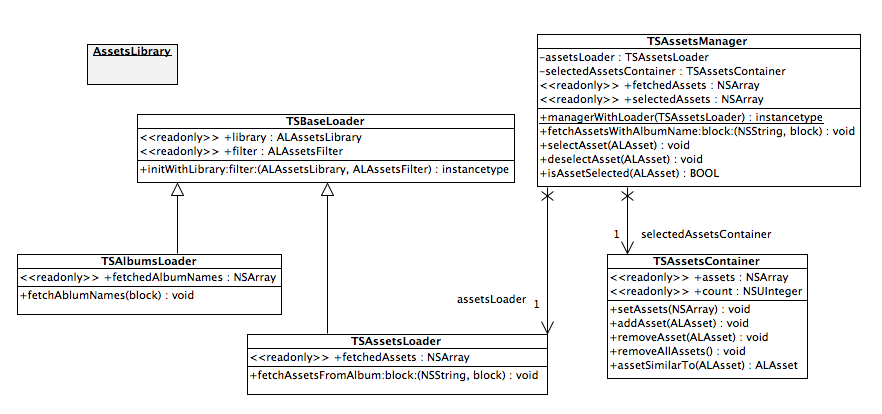 AssetsLibrary
TSAssetsManager
-assetsLoader : TSAssetsLoader
-selectedAssetsContainer : TSAssetsContainer
<<readonly>> +fetchedAssets : NSArray
<<readonly>> +selectedAssets : NSArray
+managerWithLoader(TSAssetsLoader) : instancetype
+fetchAssetsWithAlbumName:block:(NSString, block) : void
+selectAsset(ALAsset) : void
+deselectAsset(ALAsset) : void
+isAssetSelected(ALAsset) : BOOL
TSBaseLoader
<<readonly>> +library : ALAssetsLibrary
<<readonly>> +filter : ALAssetsFilter
+initWithLibrary:filter:(ALAssetsLibrary, ALAssetsFilter) : instancetype
1 selectedAssetsContainer
TSAlbumsLoader
<<readonly>> +fetchedAlbumNames : NSArray
+fetchAblumNames(block) : void
TSAssetsContainer
<<readonly>> +assets : NSArray
<<readonly>> +count : NSUInteger
+setAssets(NSArray) : void
+addAsset(ALAsset) : void
+removeAsset(ALAsset) : void
+removeAllAssets() : void
+assetSimilarTo(ALAsset) : ALAsset
assetsLoader 1
TSAssetsLoader
<<readonly>> +fetchedAssets : NSArray
+fetchAssetsFromAlbum:block:(NSString, block) : void